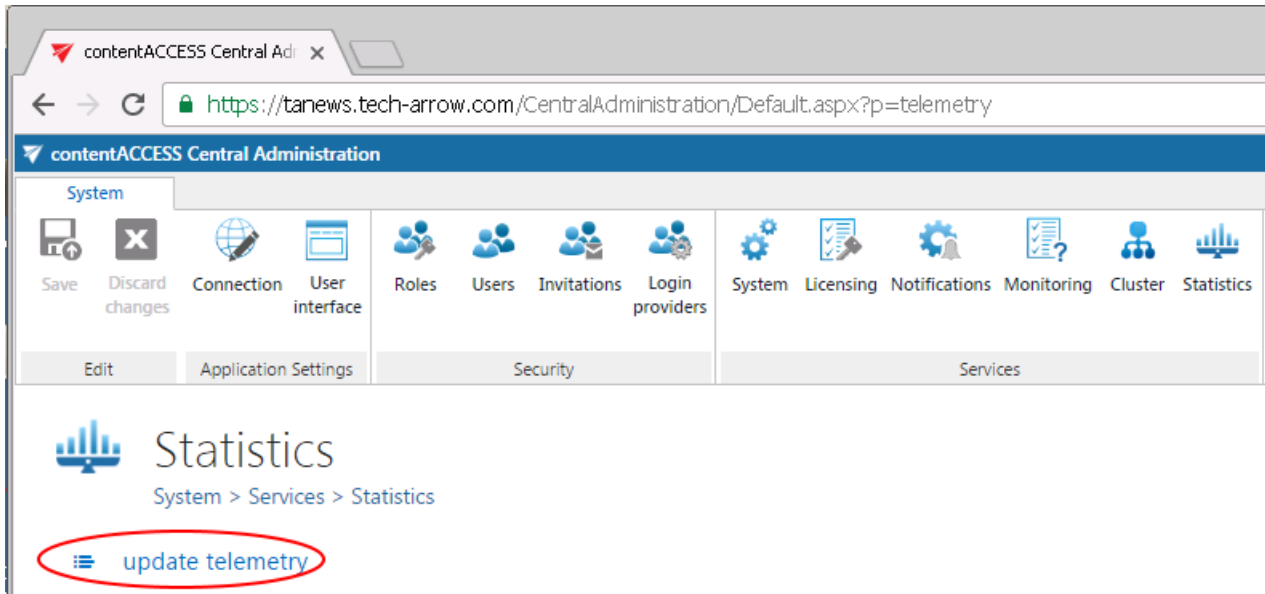 contentACCESS Central Adr
https://tanews.tech-arrow.com/CentralAdministration/Default.aspx?p=telemetry
contentACCESS Central Administration
System
Save Discard changes Connection User interface Roles Users Invitations Login providers System Licensing Notifications Monitoring Cluster Statistics
Edit Application Settings Security Services
Statistics
System > Services > Statistics
update telemetry